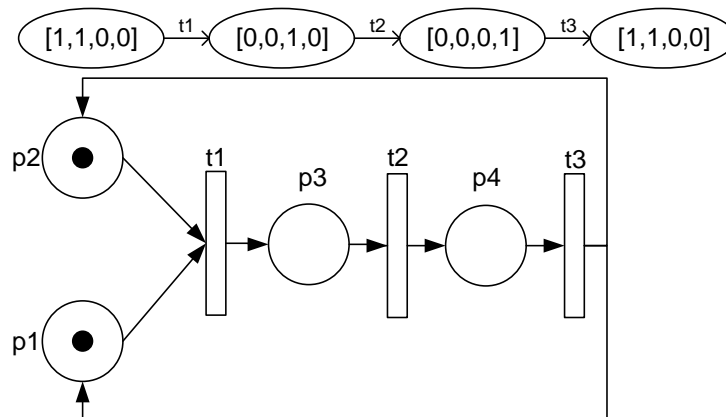 [1,1,0,0] t1 [0,0,1,0] t2 [0,0,0,1] t3 [1,1,0,0]
p2 t1 p3 t2 p4 t3
p1